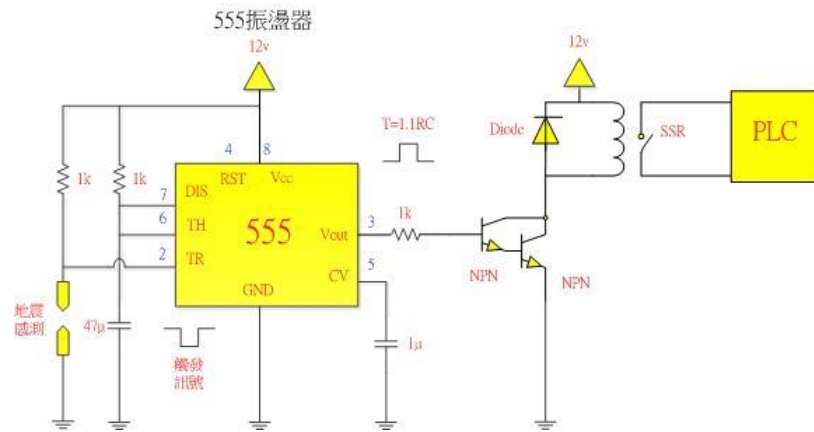 555振盪器
12v
12v
T=1.1RC
Diode
SSR
PLC
4
8
RST
Vcc
1k
1k
7
DIS
6
TH
555
2
TR
Vout
3
1k
CV
5
GND
NPN
NPN
地震
感測
47μ
觸發
訊號
1μ